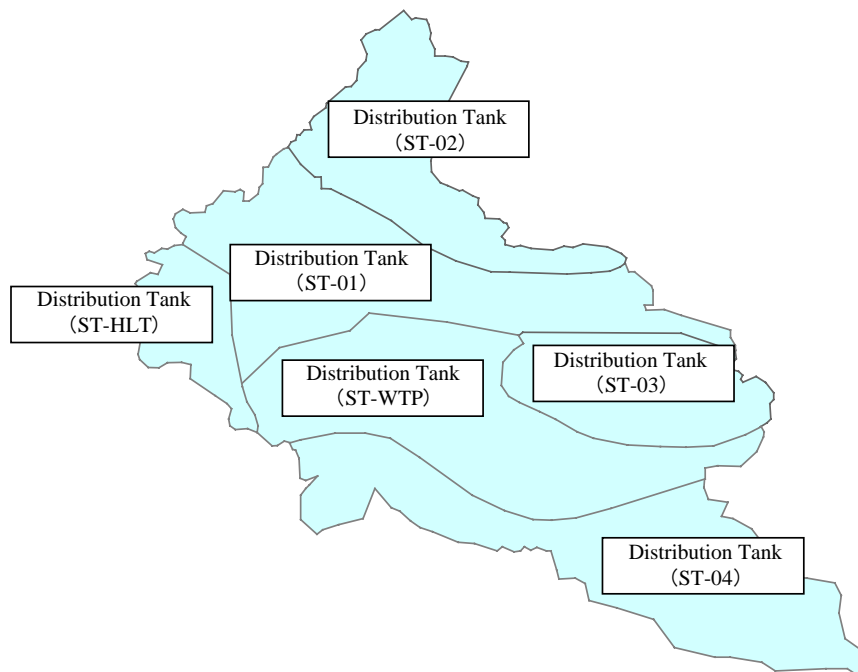 Distribution Tank
（ST-02）
Distribution Tank
（ST-01）
Distribution Tank
（ST-HLT）
Distribution Tank
（ST-WTP）
Distribution Tank
（ST-03）
Distribution Tank
（ST-04）